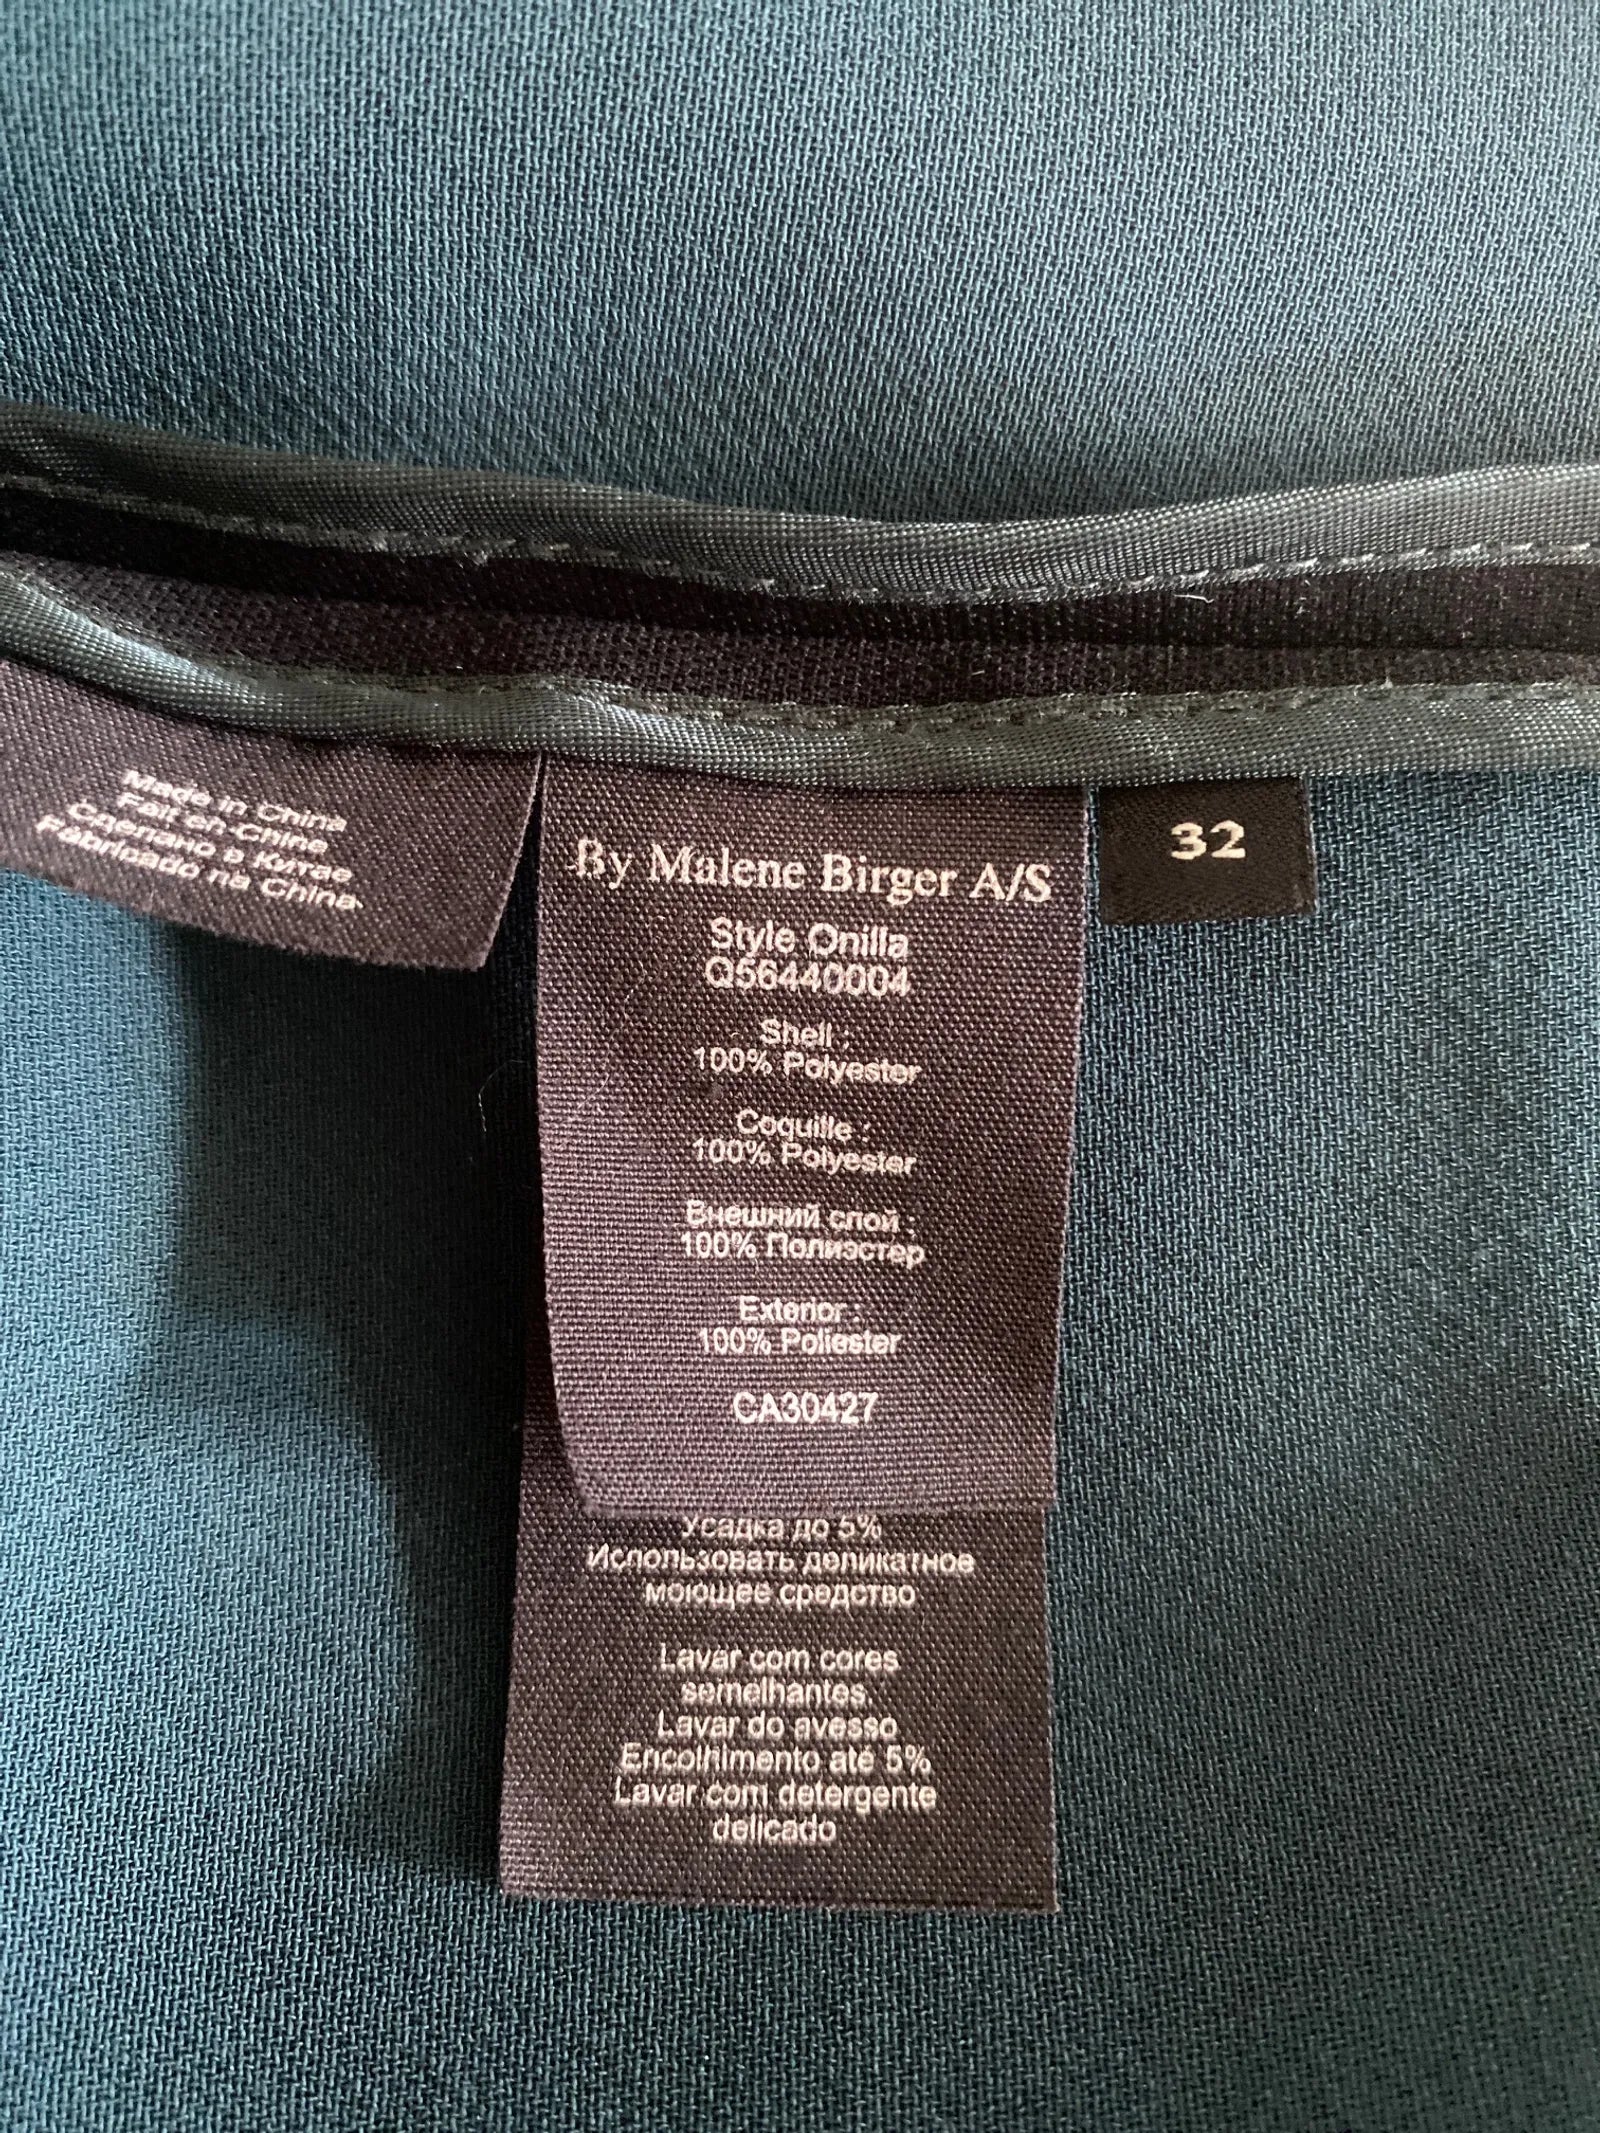 Made in China
Fait en Chine
Сделано в Китае
Fabricado na China
By Malene Birger A/S
Style Onilla
Q56440004
Shell :
100% Polyester
Coquille :
100% Polyester
Внешний слой :
100% Полиэстер
Exterior :
100% Poliester
CA30427
Усадка до 5%
Использовать деликатное
моющее средство
Lavar com cores
semelhantes.
Lavar do avesso
Encolhimento até 5%
Lavar com detergente
delicado
32